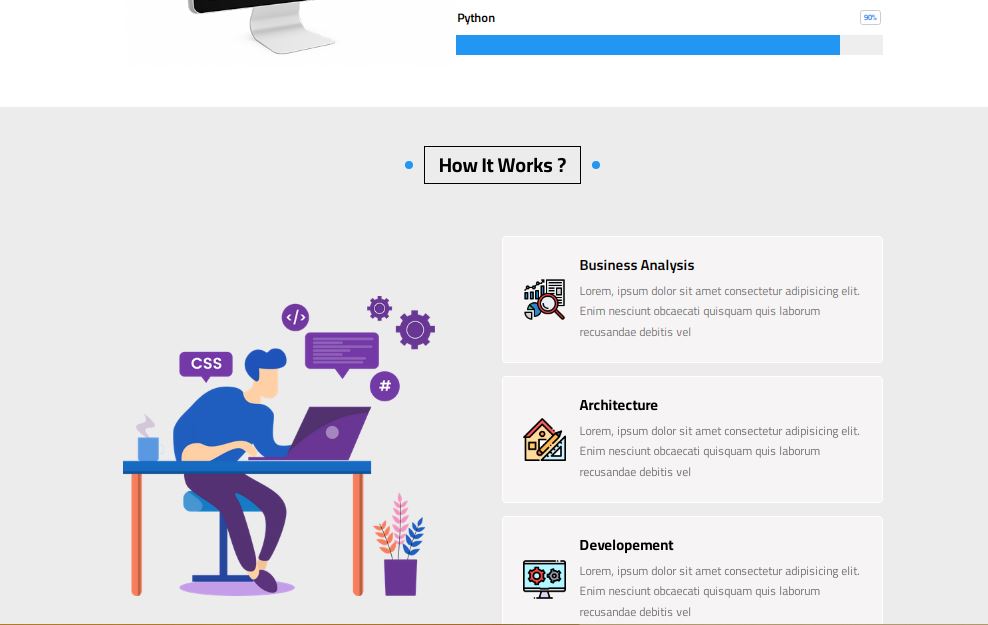 Python
90%
How It Works ?
Business Analysis
Lorem, ipsum dolor sit amet consectetur adipisicing elit.
Enim nesciunt obcaecati quisquam quis laborum
recusandae debitis vel
</>
CSS
#
Architecture
Lorem, ipsum dolor sit amet consectetur adipisicing elit.
Enim nesciunt obcaecati quisquam quis laborum
recusandae debitis vel
Developement
Lorem, ipsum dolor sit amet consectetur adipisicing elit.
Enim nesciunt obcaecati quisquam quis laborum
recusandae debitis vel